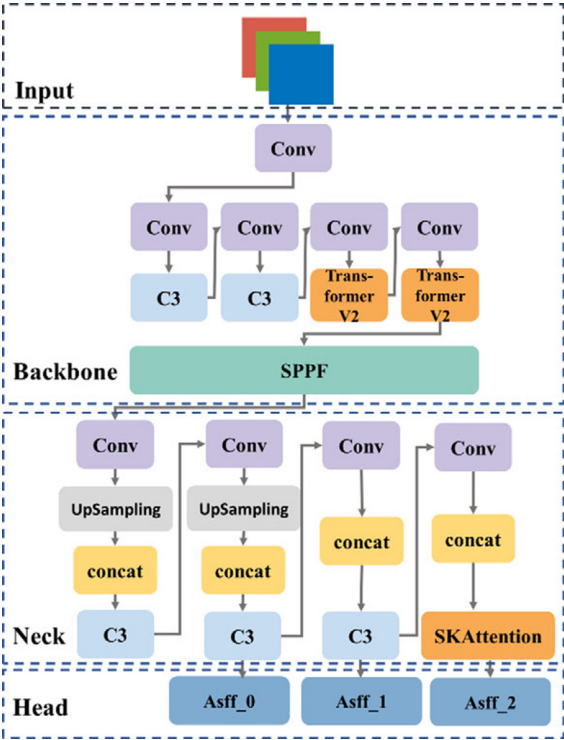 Input
Conv
Conv Conv Conv Conv
C3 C3 Trans-
former
V2 Trans-
former
V2
Backbone
SPPF
Conv Conv Conv Conv
UpSampling UpSampling
concat concat concat concat
Neck
C3 C3 C3 SKAttention
Head
Asff_0 Asff_1 Asff_2